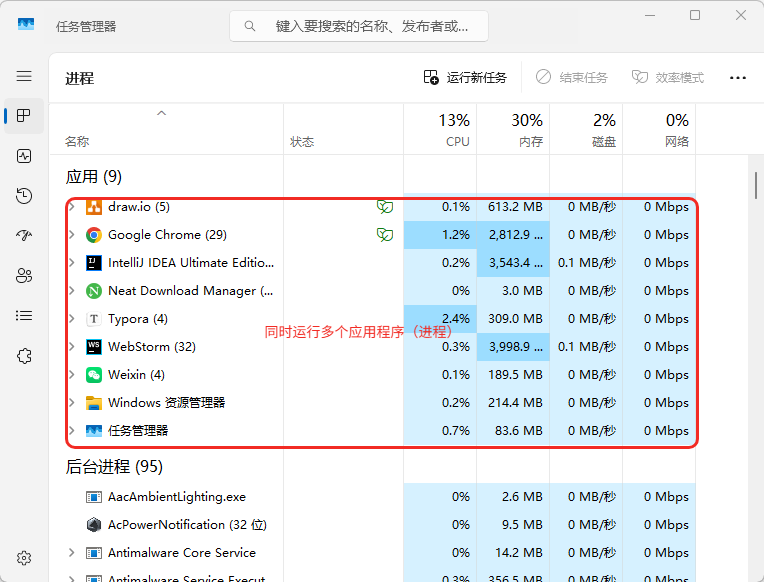 任务管理器
键入要搜索的名称、发布者或...
进程
运行新任务
结束任务
效率模式
名称
状态
13%
CPU
30%
内存
2%
磁盘
0%
网络
应用 (9)
draw.io (5) 0.1% 613.2 MB 0 MB/秒 0 Mbps
Google Chrome (29) 1.2% 2,812.9 ... 0 MB/秒 0 Mbps
IntelliJ IDEA Ultimate Editio... 0.2% 3,543.4 ... 0.1 MB/秒 0 Mbps
Neat Download Manager (... 0% 3.0 MB 0 MB/秒 0 Mbps
Typora (4) 2.4% 309.0 MB 0 MB/秒 0 Mbps
同时运行多个应用程序（进程）
WebStorm (32) 0.3% 3,998.9 ... 0.1 MB/秒 0 Mbps
Weixin (4) 0.1% 189.5 MB 0 MB/秒 0 Mbps
Windows 资源管理器 0.2% 214.4 MB 0 MB/秒 0 Mbps
任务管理器 0.7% 83.6 MB 0 MB/秒 0 Mbps
后台进程 (95)
AacAmbientLighting.exe 0% 2.6 MB 0 MB/秒 0 Mbps
AcPowerNotification (32 位) 0% 9.5 MB 0 MB/秒 0 Mbps
Antimalware Core Service 0% 14.2 MB 0 MB/秒 0 Mbps
Antimalware Service Execut... 0.3% 356.5 MB 0 MB/秒 0 Mbps